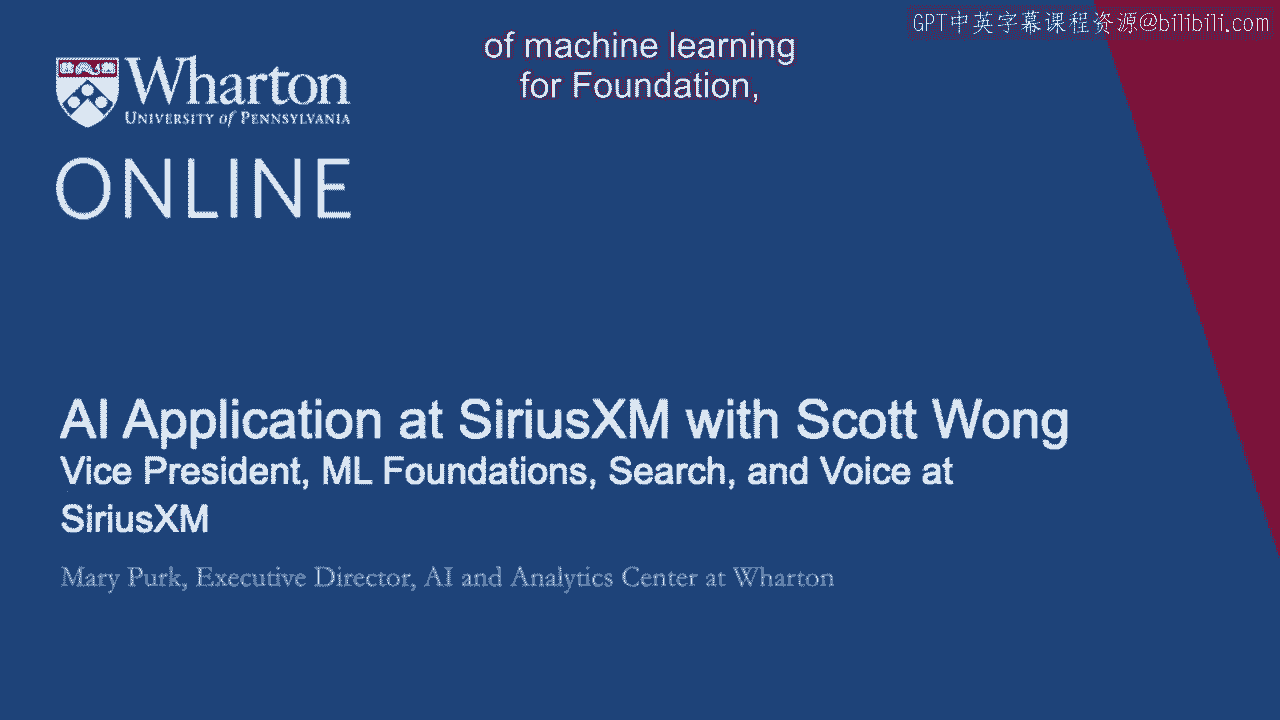 GPT中英字幕课程资源@bilibili.com
of machine learning
for Foundation,
Wharton
UNIVERSITY of PENNSYLVANIA
ONLINE
AI Application at SiriusXM with Scott Wong
Vice President, ML Foundations, Search, and Voice at
SiriusXM
Mary Purk, Executive Director, AI and Analytics Center at Wharton